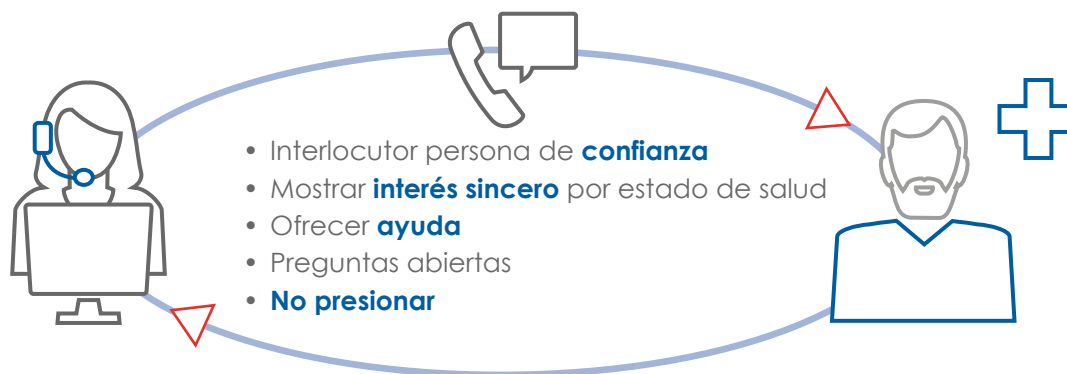 • Interlocutor persona de confianza
• Mostrar interés sincero por estado de salud
• Ofrecer ayuda
• Preguntas abiertas
• No presionar